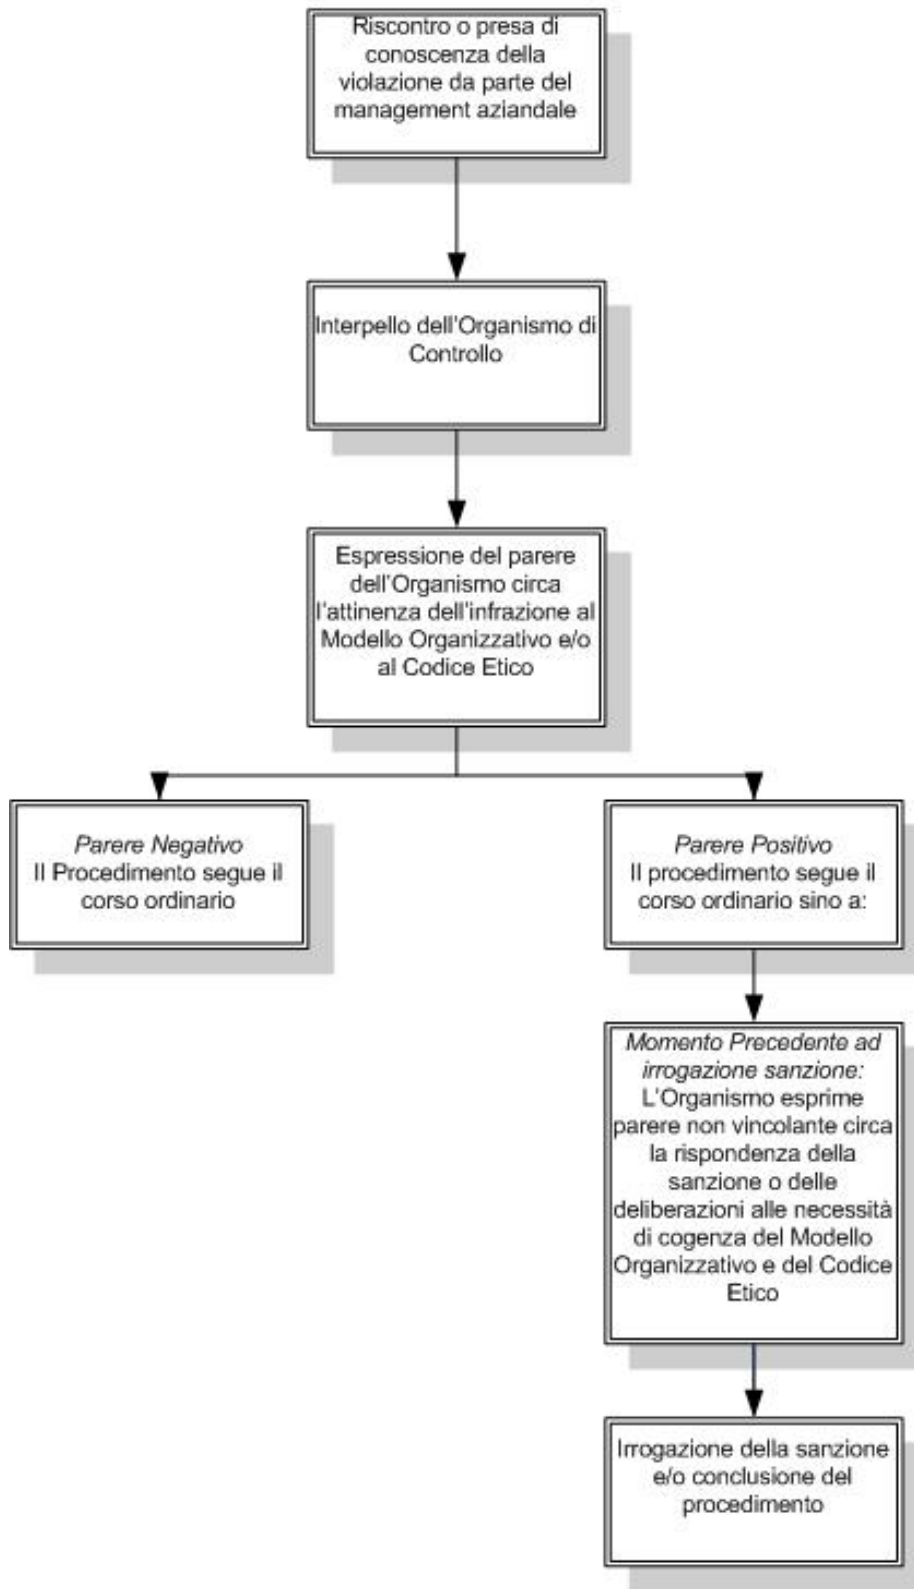 Riscontro o presa di
conoscenza della
violazione da parte del
management aziandale
Interpello dell'Organismo di
Controllo
Espressione del parere
dell'Organismo circa
l'attinenza dell'infrazione al
Modello Organizzativo e/o
al Codice Etico
Parere Negativo
Il Procedimento segue il
corso ordinario
Parere Positivo
Il procedimento segue il
corso ordinario sino a:
Momento Precedente ad
irrogazione sanzione:
L'Organismo esprime
parere non vincolante circa
la rispondenza della
sanzione o delle
deliberazioni alle necessità
di cogenza del Modello
Organizzativo e del Codice
Etico
Irrogazione della sanzione
e/o conclusione del
procedimento